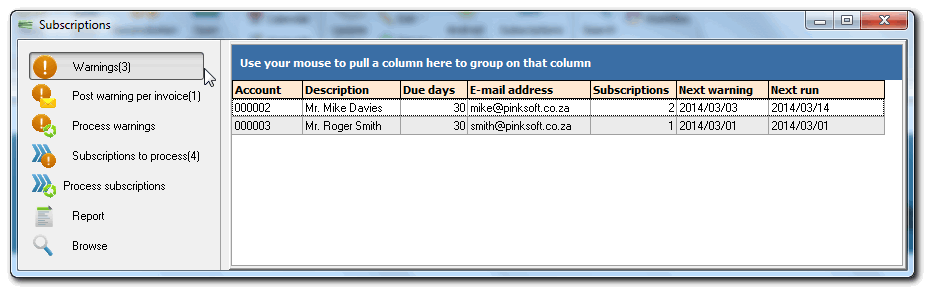 Subscriptions
Warnings(3)
Post warning per invoice(1)
Process warnings
Subscriptions to process(4)
Process subscriptions
Report
Browse
Use your mouse to pull a column here to group on that column
Account Description Due days E-mail address Subscriptions Next warning Next run
000002 Mr. Mike Davies 30 mike@pinksoft.co.za 2 2014/03/03 2014/03/14
000003 Mr. Roger Smith 30 smith@pinksoft.co.za 1 2014/03/01 2014/03/01